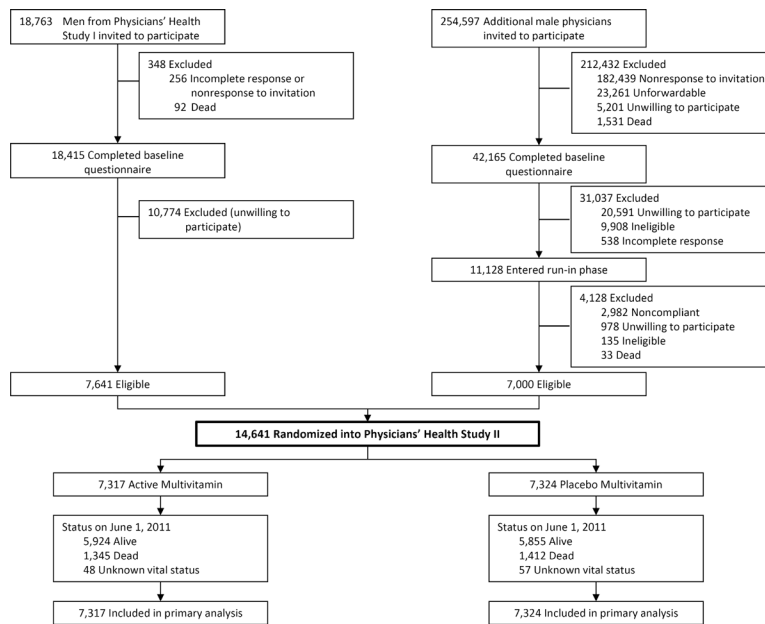 18,763 Men from Physicians' Health
Study I invited to participate
254,597 Additional male physicians
invited to participate
348 Excluded
256 Incomplete response or
nonresponse to invitation
92 Dead
212,432 Excluded
182,439 Nonresponse to invitation
23,261 Unforwardable
5,201 Unwilling to participate
1,531 Dead
18,415 Completed baseline
questionnaire
42,165 Completed baseline
questionnaire
10,774 Excluded (unwilling to
participate)
31,037 Excluded
20,591 Unwilling to participate
9,908 Ineligible
538 Incomplete response
11,128 Entered run-in phase
4,128 Excluded
2,982 Noncompliant
978 Unwilling to participate
135 Ineligible
33 Dead
7,641 Eligible
7,000 Eligible
14,641 Randomized into Physicians' Health Study II
7,317 Active Multivitamin
7,324 Placebo Multivitamin
Status on June 1, 2011
5,924 Alive
1,345 Dead
48 Unknown vital status
Status on June 1, 2011
5,855 Alive
1,412 Dead
57 Unknown vital status
7,317 Included in primary analysis
7,324 Included in primary analysis